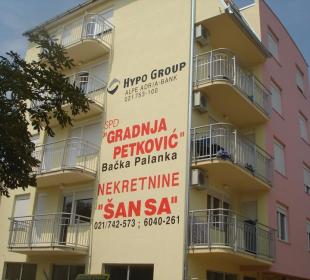 HYPO GROUP
ALPE ADRIA-BANK
021/753-100
SPD
"GRADNJA
PETKOVIĆ"
Bačka Palanka
NEKRETNINE
"ŠANSA"
021/742-573 ; 6040-261